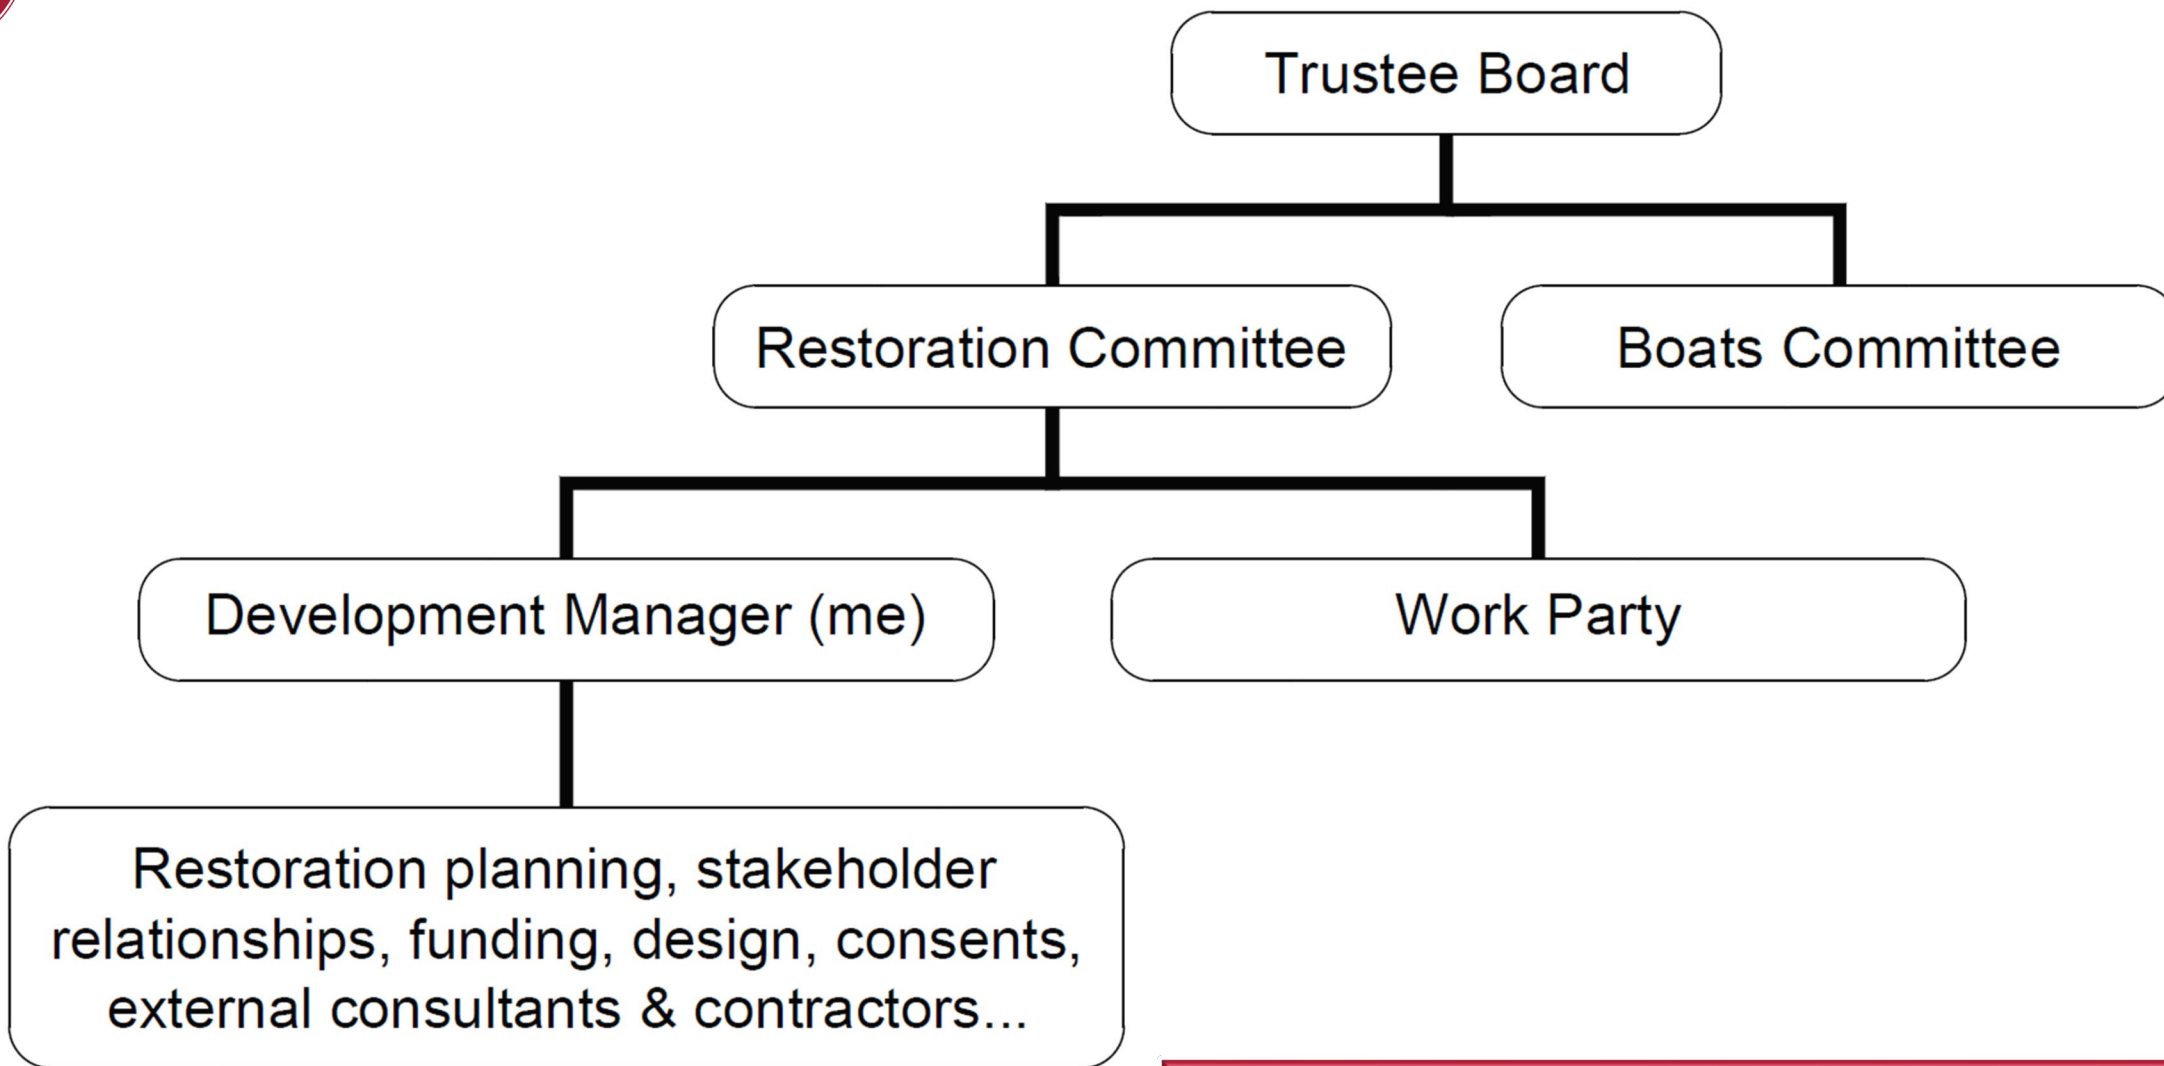 Trustee Board
Restoration Committee
Boats Committee
Development Manager (me)
Work Party
Restoration planning, stakeholder
relationships, funding, design, consents,
external consultants & contractors...